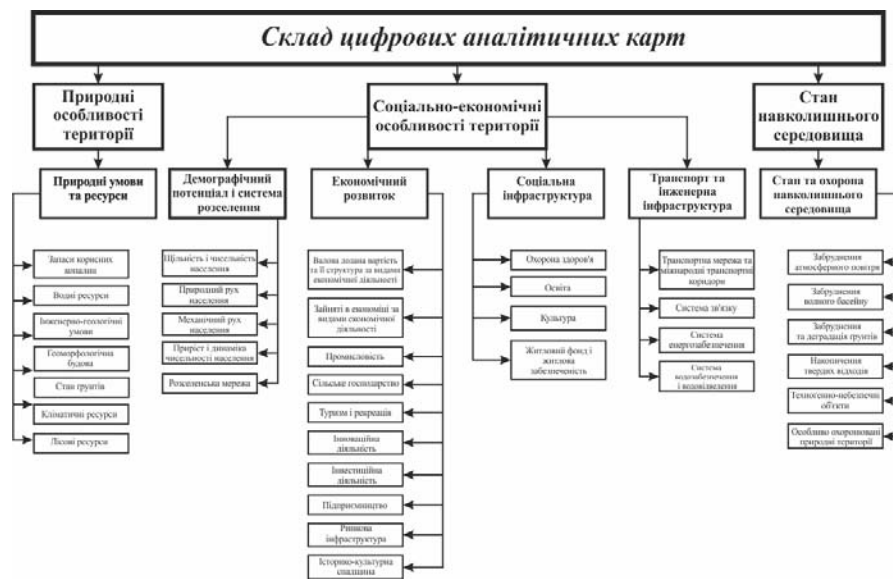 Склад цифрових аналітичних карт
Природні
особливості
території
Соціально-економічні
особливості території
Стан
навколишнього
середовища
Природні умови
та ресурси
Демографічний
потенціал і система
розселення
Економічний
розвиток
Соціальна
інфраструктура
Транспорт та
інженерна
інфраструктура
Стан та охорона
навколишнього
середовища
Запаси корисних
копалин
Водні ресурси
Інженерно-геологічні
умови
Геоморфологічна
будова
Стан ґрунтів
Кліматичні ресурси
Лісові ресурси
Щільність і чисельність
населення
Природний рух
населення
Механічний рух
населення
Приріст і динаміка
чисельності населення
Розселенська мережа
Валова додана вартість
та її структура за видами
економічної діяльності
Зайняті в економіці за
видами економічної
діяльності
Промисловість
Сільське господарство
Туризм і рекреація
Інноваційна
діяльність
Інвестиційна
діяльність
Підприємництво
Ринкова
інфраструктура
Історико-культурна
спадщина
Охорона здоров'я
Освіта
Культура
Житловий фонд і
житлова
забезпеченість
Транспортна мережа та
міжнародні транспортні
коридори
Система зв'язку
Система
енергозабезпечення
Система
водозабезпечення
і водовідведення
Забруднення
атмосферного повітря
Забруднення
водного басейну
Забруднення
та деградація ґрунтів
Накопичення
твердих відходів
Техногенно-небезпечні
об'єкти
Особливо охоронювані
природні території